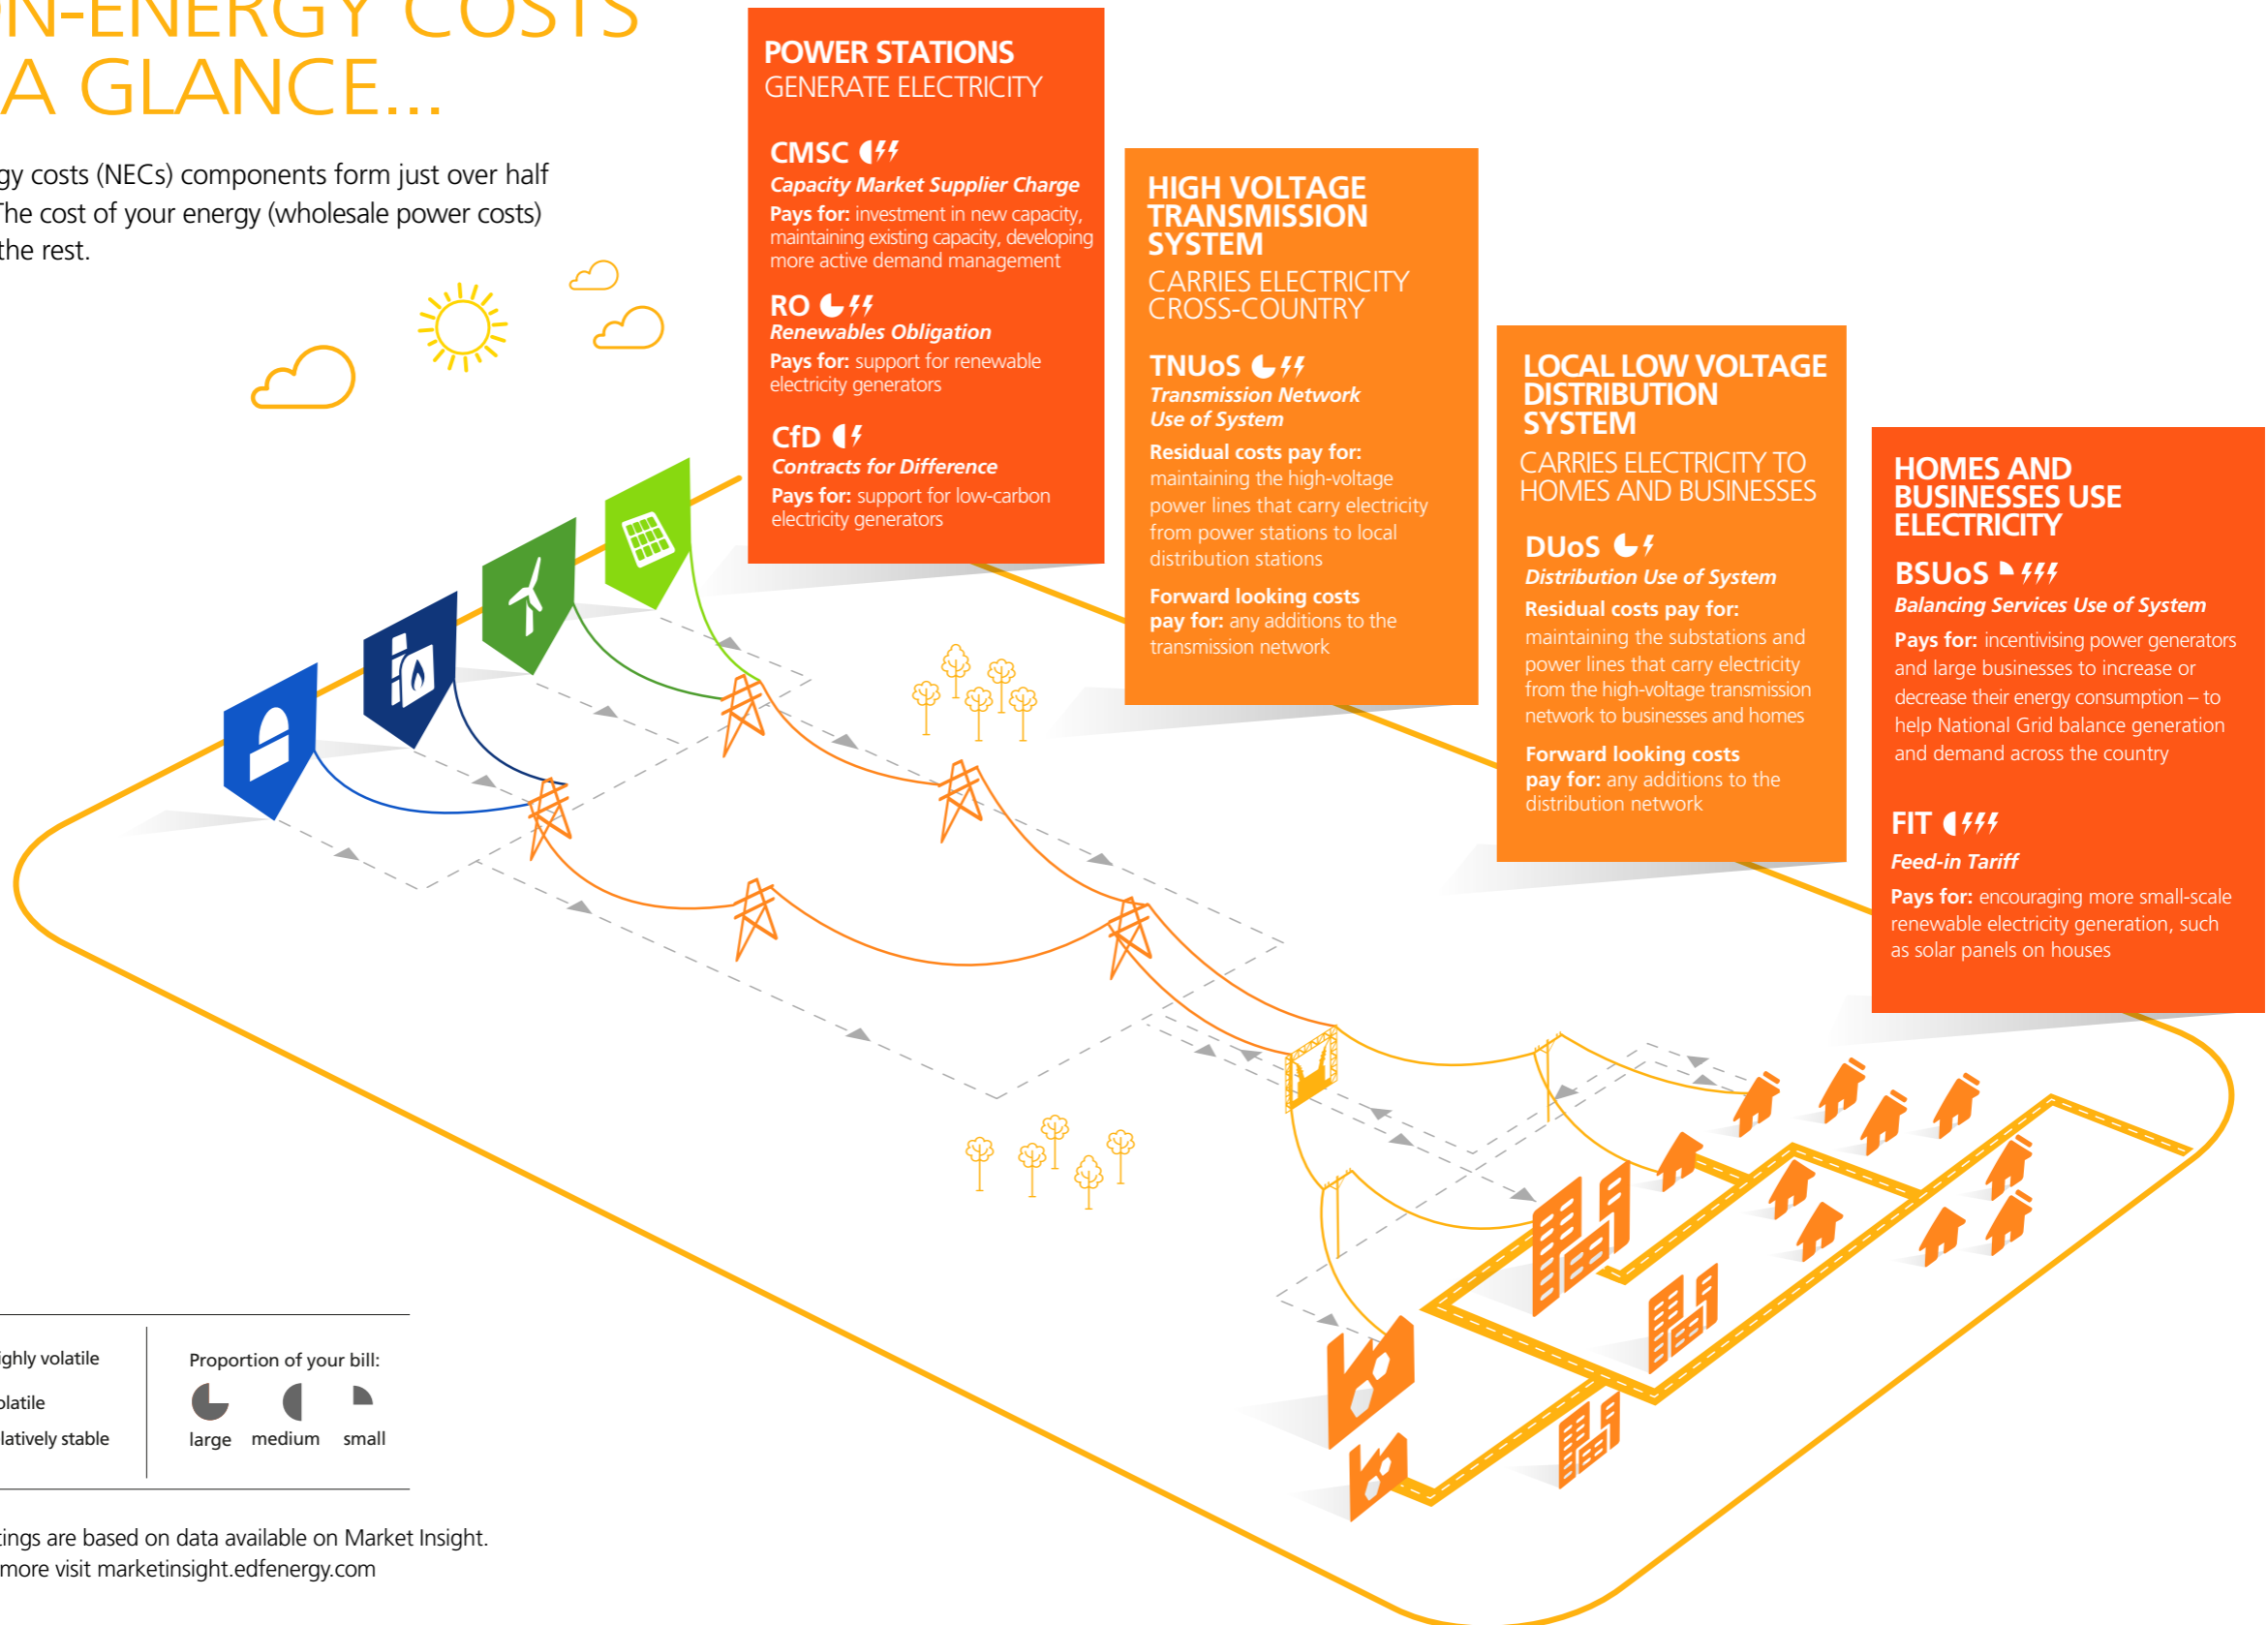 ON-ENERGY COSTS
A GLANCE...
gy costs (NECs) components form just over half
The cost of your energy (wholesale power costs)
the rest.
POWER STATIONS
GENERATE ELECTRICITY
CMSC
Capacity Market Supplier Charge
Pays for: investment in new capacity,
maintaining existing capacity, developing
more active demand management
RO
Renewables Obligation
Pays for: support for renewable
electricity generators
CfD
Contracts for Difference
Pays for: support for low-carbon
electricity generators
HIGH VOLTAGE
TRANSMISSION
SYSTEM
CARRIES ELECTRICITY
CROSS-COUNTRY
TNUoS
Transmission Network
Use of System
Residual costs pay for:
maintaining the high-voltage
power lines that carry electricity
from power stations to local
distribution stations
Forward looking costs
pay for: any additions to the
transmission network
LOCAL LOW VOLTAGE
DISTRIBUTION
SYSTEM
CARRIES ELECTRICITY TO
HOMES AND BUSINESSES
DUoS
Distribution Use of System
Residual costs pay for:
maintaining the substations and
power lines that carry electricity
from the high-voltage transmission
network to businesses and homes
Forward looking costs
pay for: any additions to the
distribution network
HOMES AND
BUSINESSES USE
ELECTRICITY
BSUoS
Balancing Services Use of System
Pays for: incentivising power generators
and large businesses to increase or
decrease their energy consumption – to
help National Grid balance generation
and demand across the country
FIT
Feed-in Tariff
Pays for: encouraging more small-scale
renewable electricity generation, such
as solar panels on houses
ighly volatile
olatile
latively stable
Proportion of your bill:
large medium small
tings are based on data available on Market Insight.
more visit marketinsight.edfenergy.com